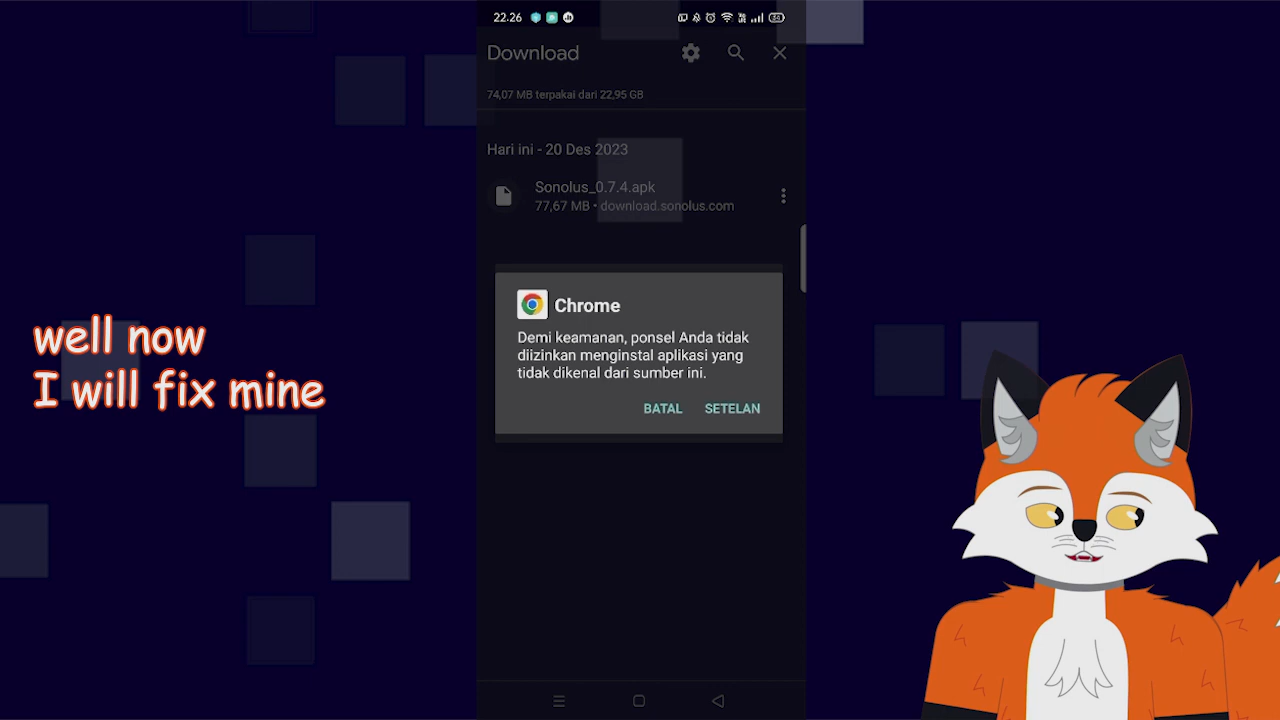 22.26
Download
74,07 MB terpakai dari 22,95 GB
Hari ini - 20 Des 2023
Sonolus_0.7.4.apk
77,67 MB • download.sonolus.com
well now
I will fix mine
Chrome
Demi keamanan, ponsel Anda tidak
diizinkan menginstal aplikasi yang
tidak dikenal dari sumber ini.
BATAL SETELAN